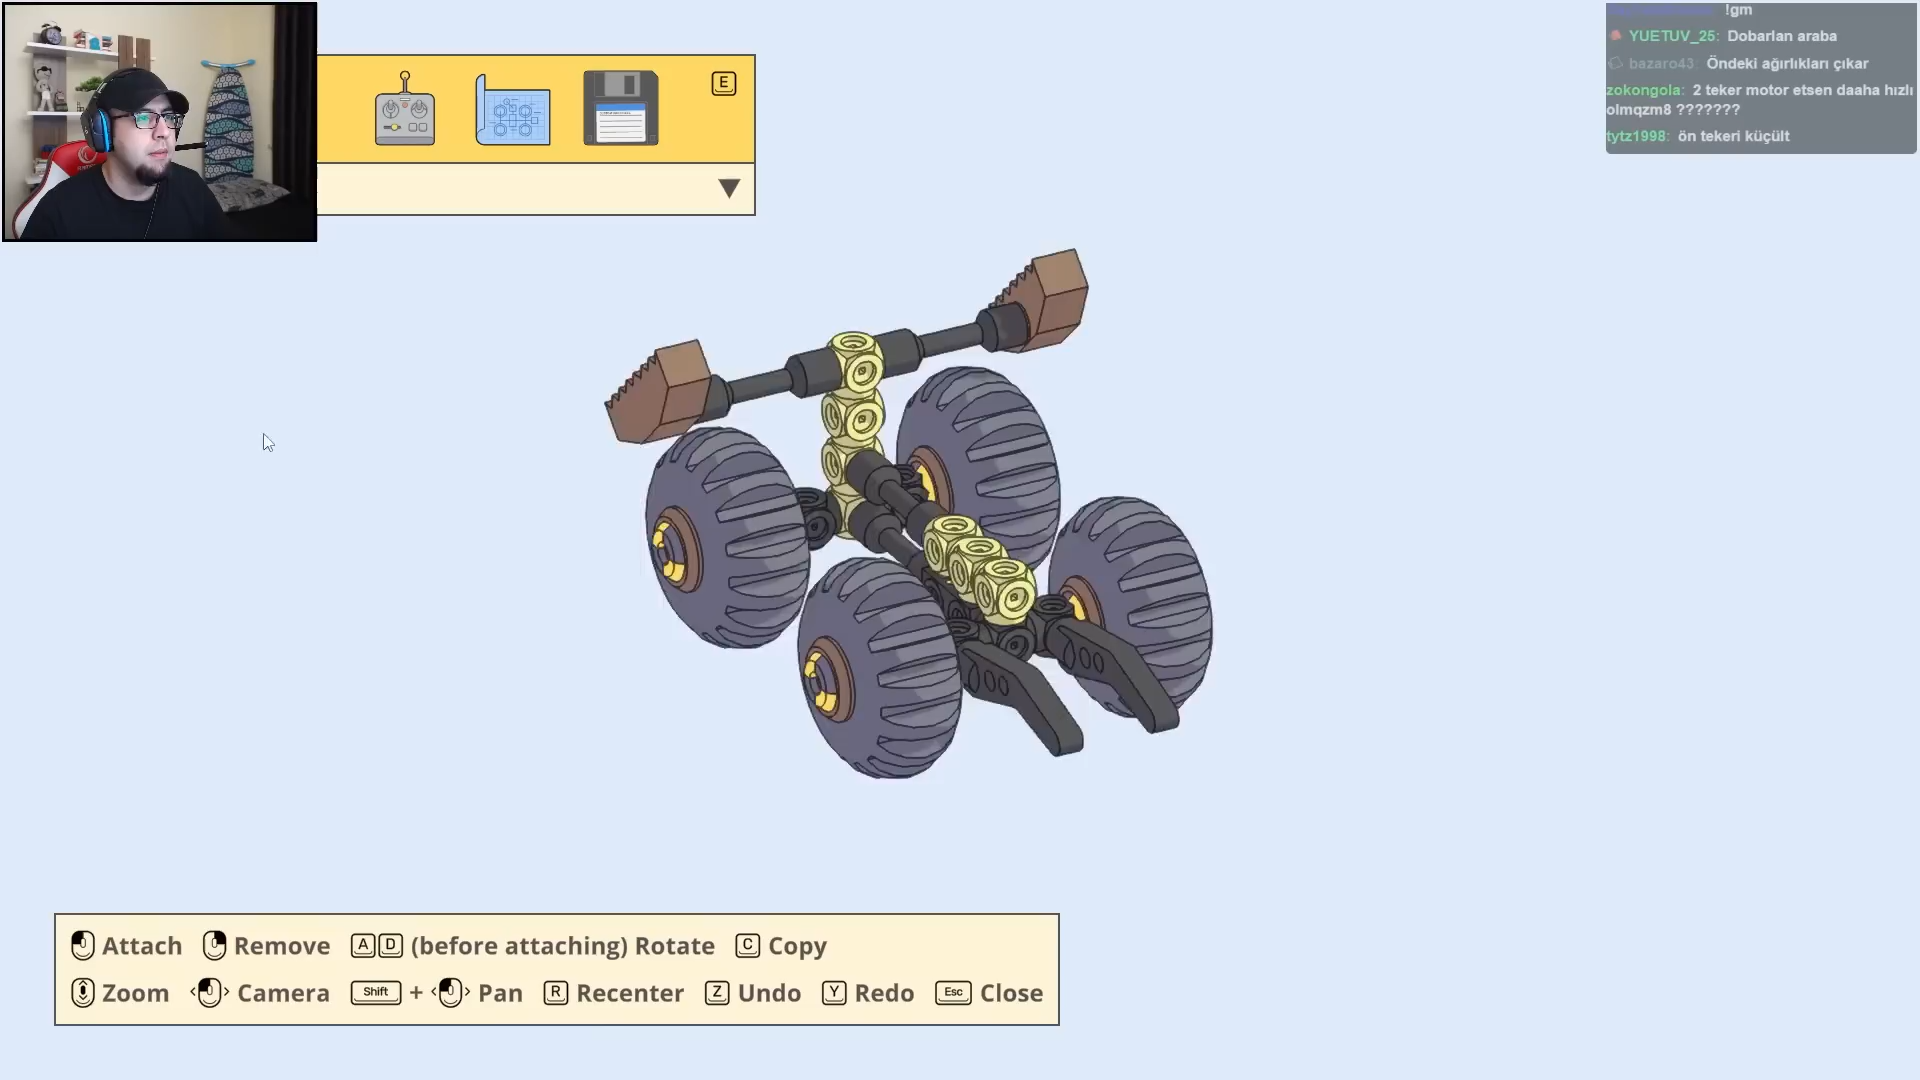 !gm
YUETUV_25: Dobarlan araba
bazaro43: Öndeki ağırlıkları çıkar
zokongola: 2 teker motor etsen daaha hızlı
olmqzm8 ???????
tytz1998: ön tekeri küçült
E
Attach Remove A D (before attaching) Rotate C Copy
Zoom Camera Shift + Pan R Recenter Z Undo Y Redo Esc Close